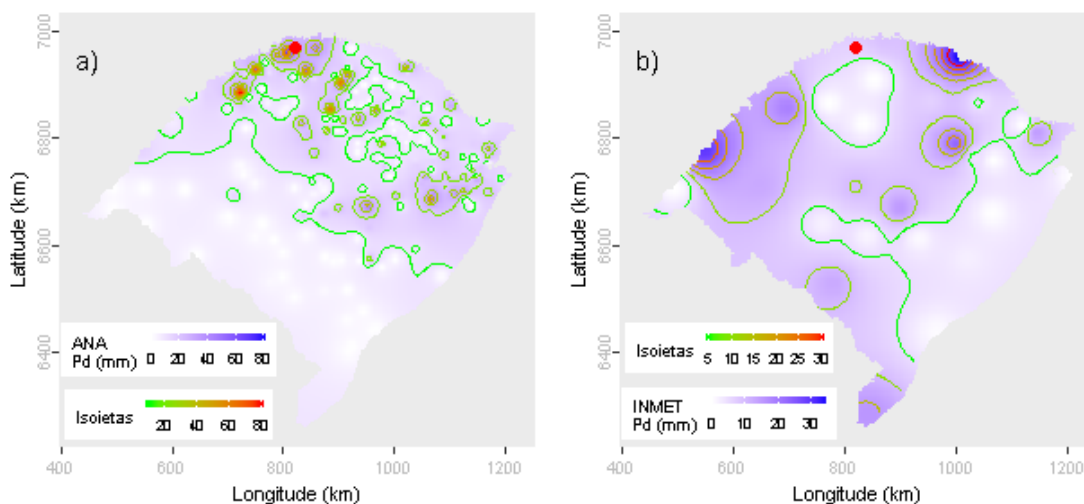 a)
7000
6800
6600
6400
Latitude (km)
ANA
Pd (mm)
0 20 40 60 80
Isoietas
20 40 60 80
400 600 800 1000 1200
Longitude (km)
b)
7000
6800
6600
6400
Latitude (km)
Isoietas
5 10 15 20 25 30
INMET
Pd (mm)
0 10 20 30
400 600 800 1000 1200
Longitude (km)